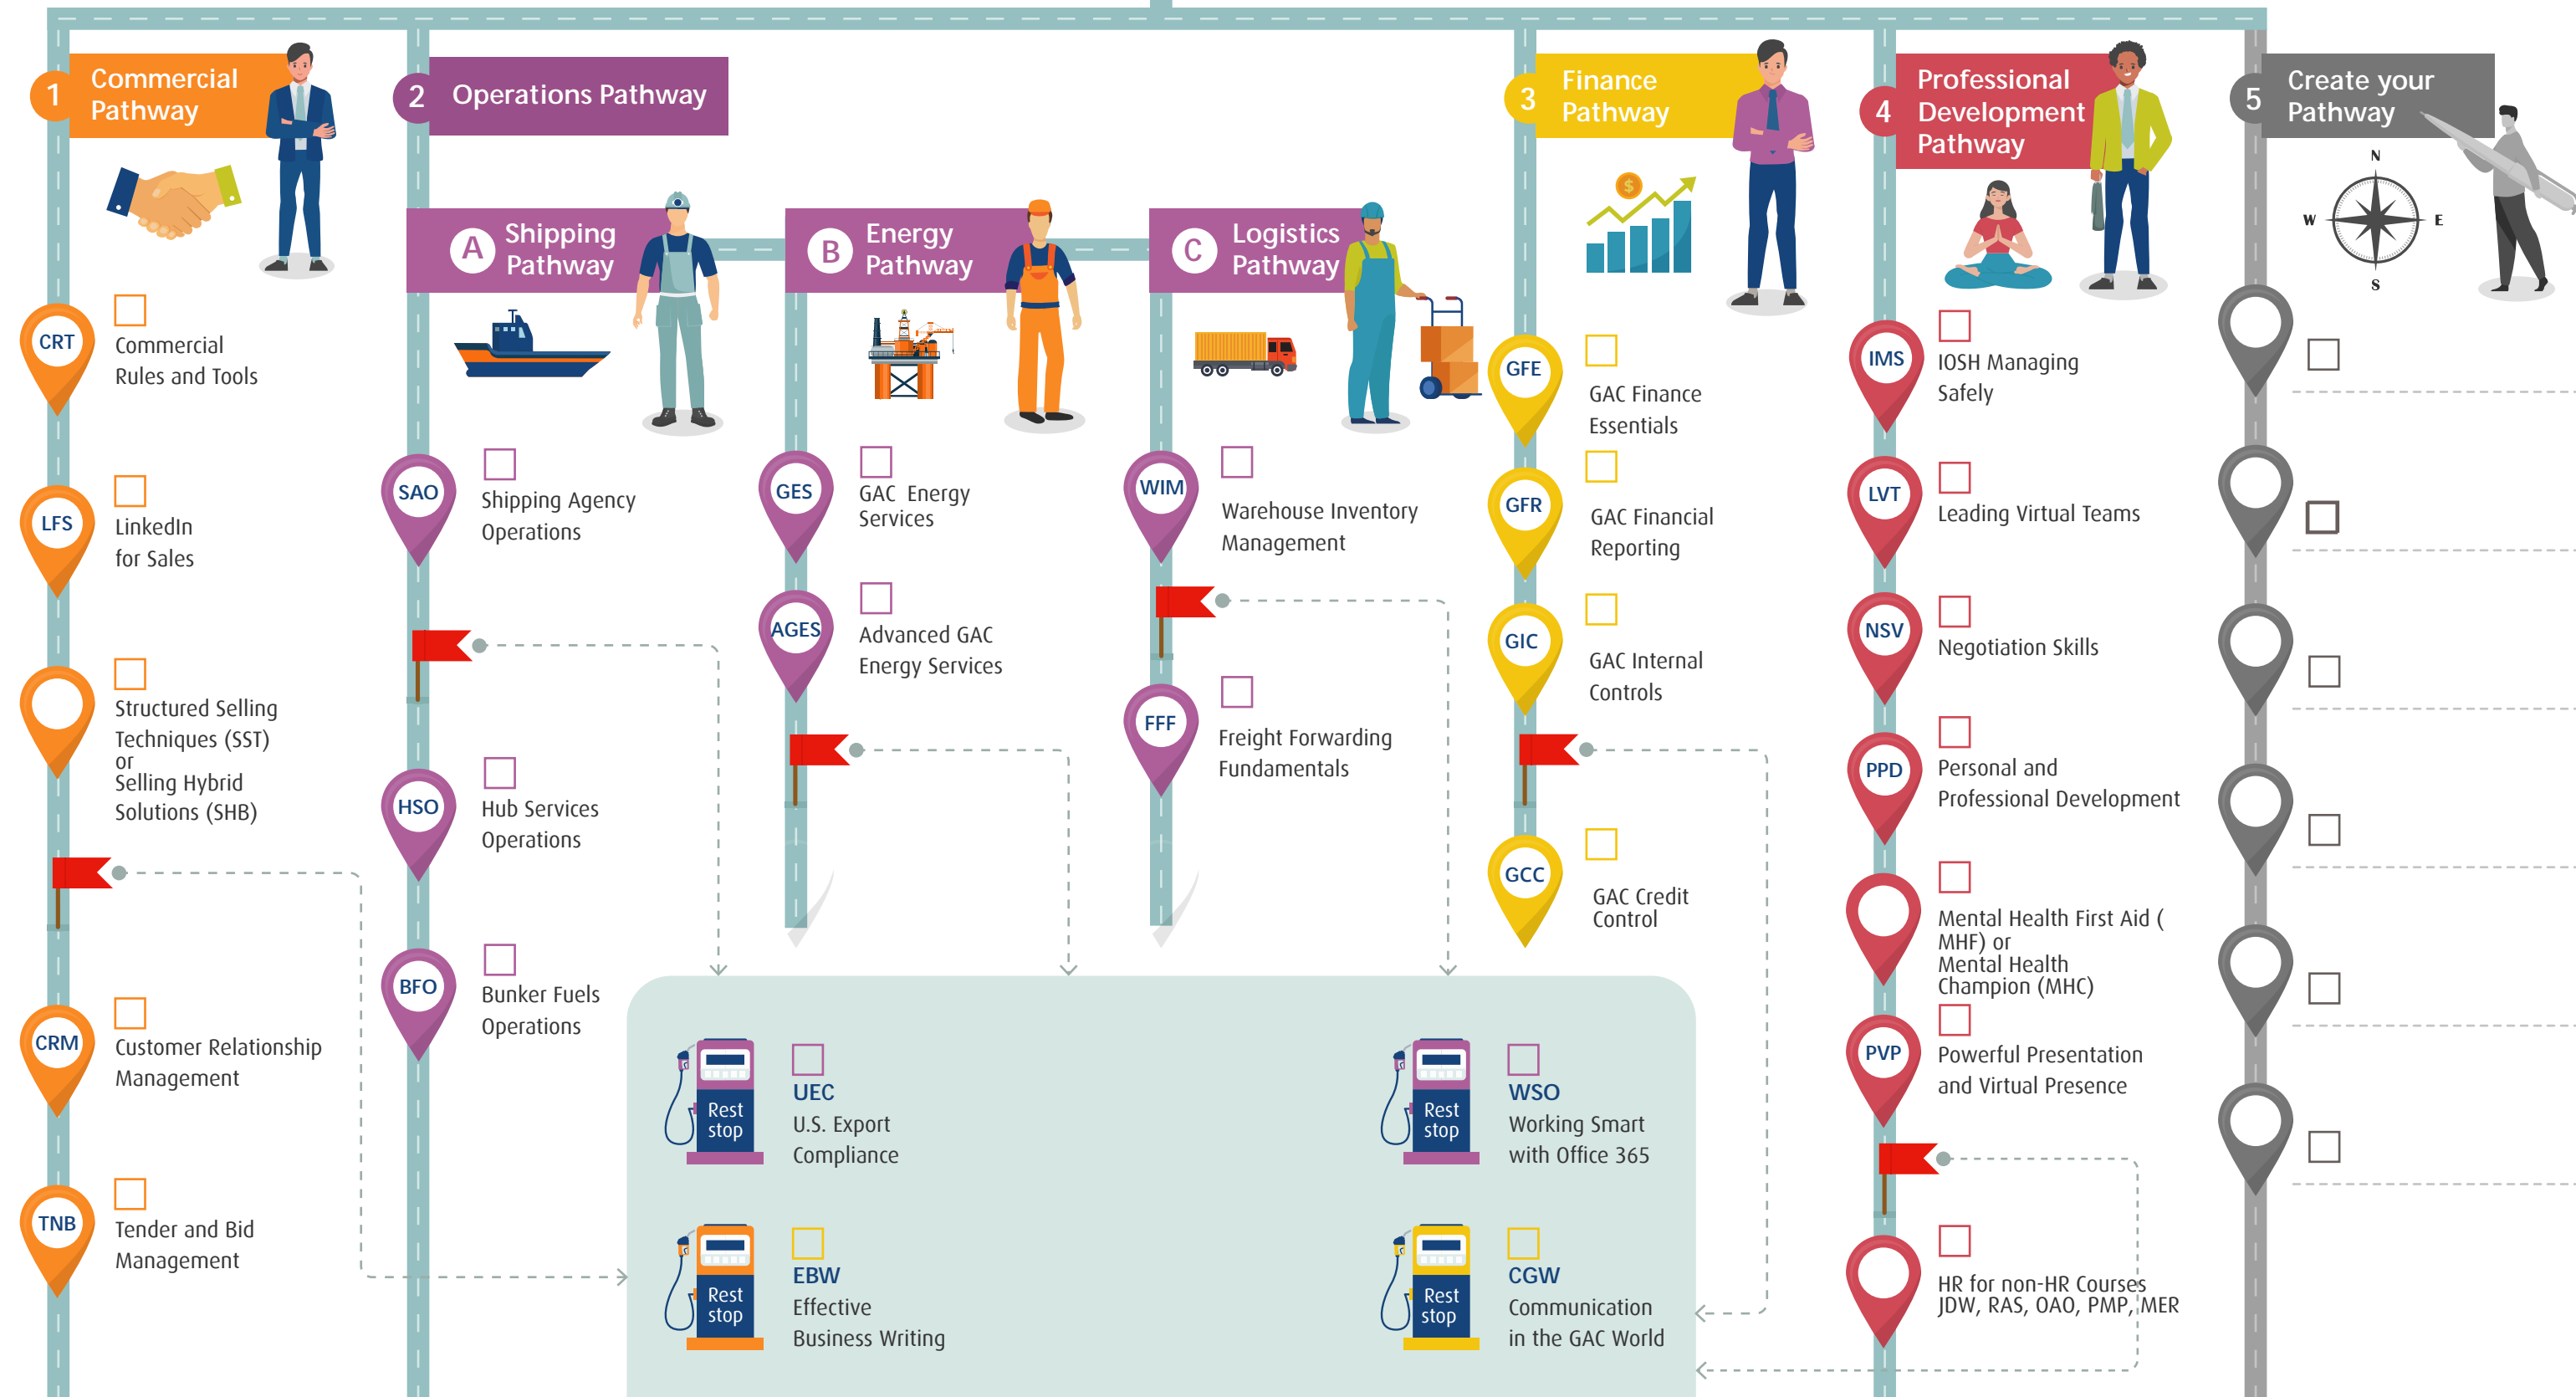 1
Commercial
Pathway
CRT
Commercial
Rules and Tools
LFS
LinkedIn
for Sales
Structured Selling
Techniques (SST)
or
Selling Hybrid
Solutions (SHB)
CRM
Customer Relationship
Management
TNB
Tender and Bid
Management
2
Operations Pathway
A
Shipping
Pathway
SAO
Shipping Agency
Operations
HSO
Hub Services
Operations
BFO
Bunker Fuels
Operations
B
Energy
Pathway
GES
GAC Energy
Services
AGES
Advanced GAC
Energy Services
C
Logistics
Pathway
WIM
Warehouse Inventory
Management
FFF
Freight Forwarding
Fundamentals
3
Finance
Pathway
$
GFE
GAC Finance
Essentials
GFR
GAC Financial
Reporting
GIC
GAC Internal
Controls
GCC
GAC Credit
Control
4
Professional
Development
Pathway
IMS
IOSH Managing
Safely
LVT
Leading Virtual Teams
NSV
Negotiation Skills
PPD
Personal and
Professional Development
Mental Health First Aid (
MHF) or
Mental Health
Champion (MHC)
PVP
Powerful Presentation
and Virtual Presence
HR for non-HR Courses
JDW, RAS, OAO, PMP, MER
5
Create your
Pathway
N
W
E
S
Rest
stop
UEC
U.S. Export
Compliance
Rest
stop
WSO
Working Smart
with Office 365
Rest
stop
EBW
Effective
Business Writing
Rest
stop
CGW
Communication
in the GAC World